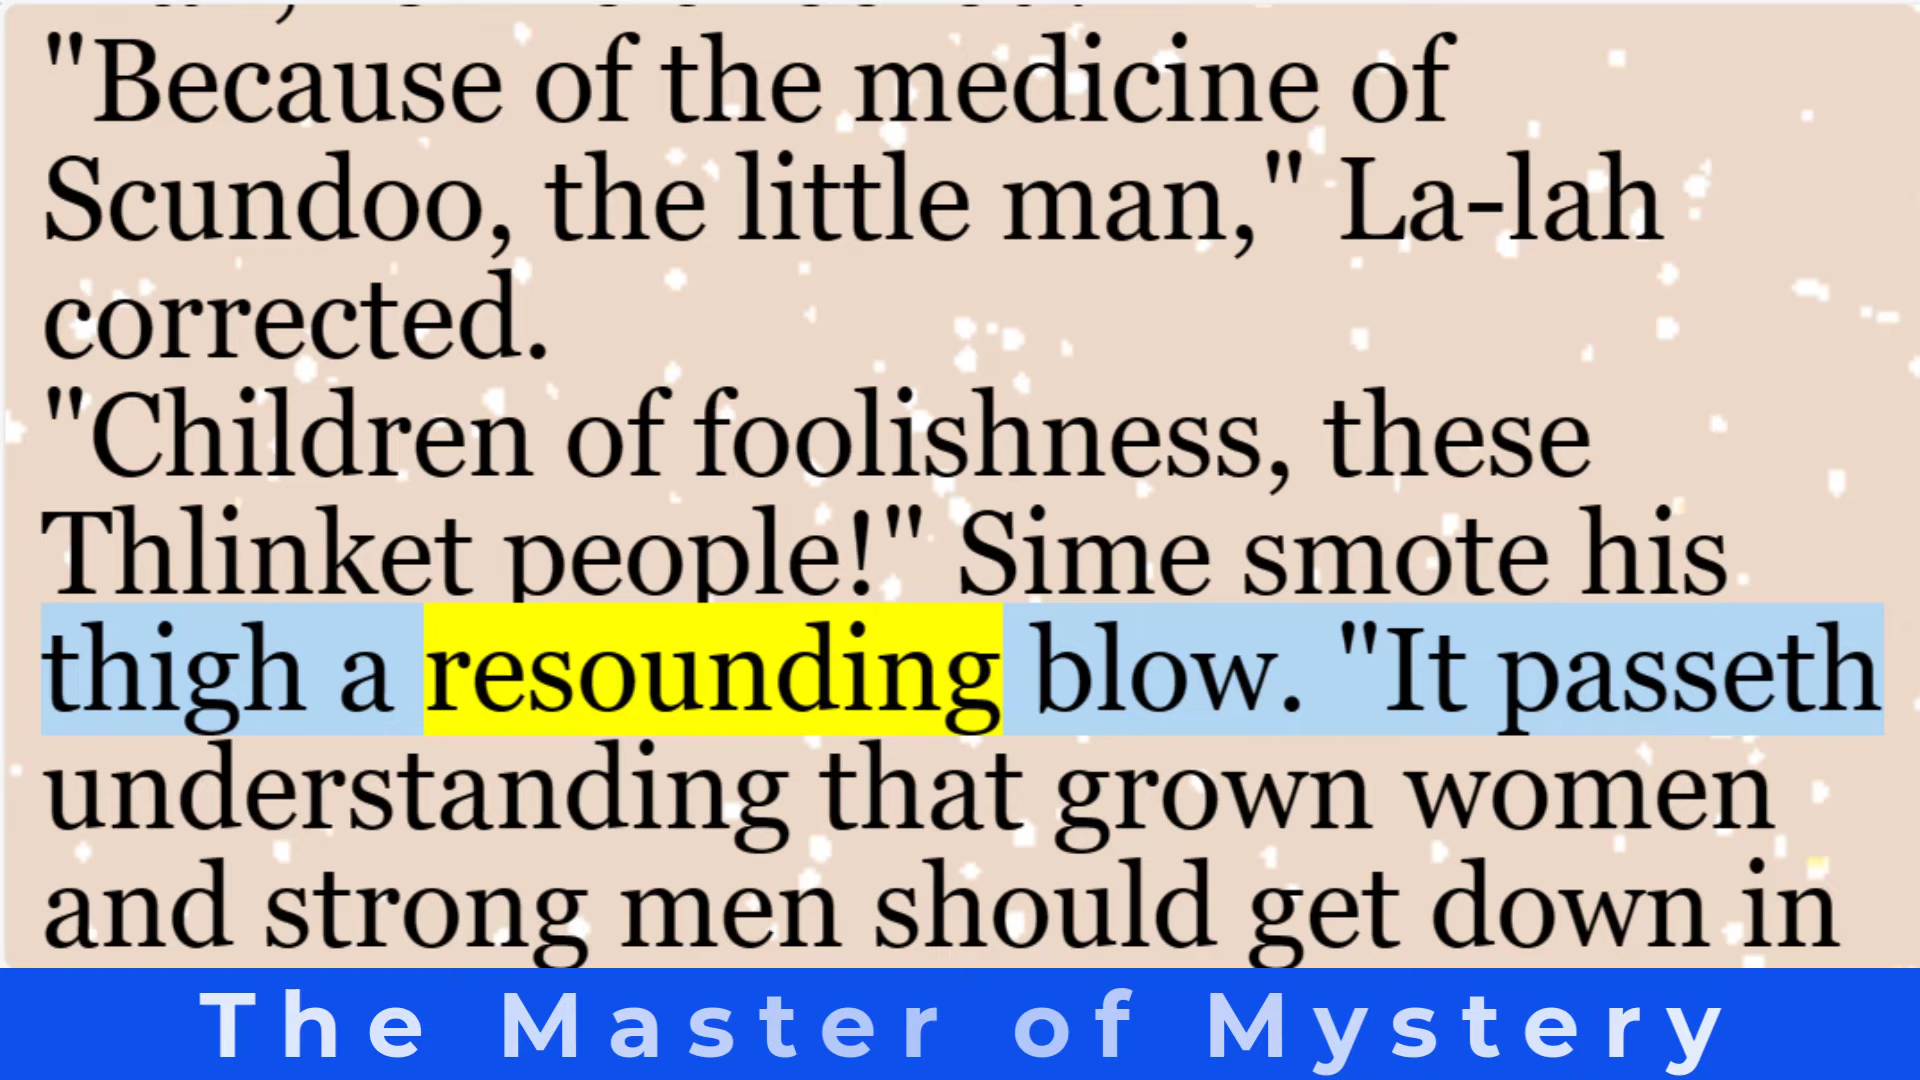 "Because of the medicine of
Scundoo, the little man," La-lah
corrected.
"Children of foolishness, these
Thlinket people!" Sime smote his
thigh a resounding blow. "It passeth
understanding that grown women
and strong men should get down in
The Master of Mystery